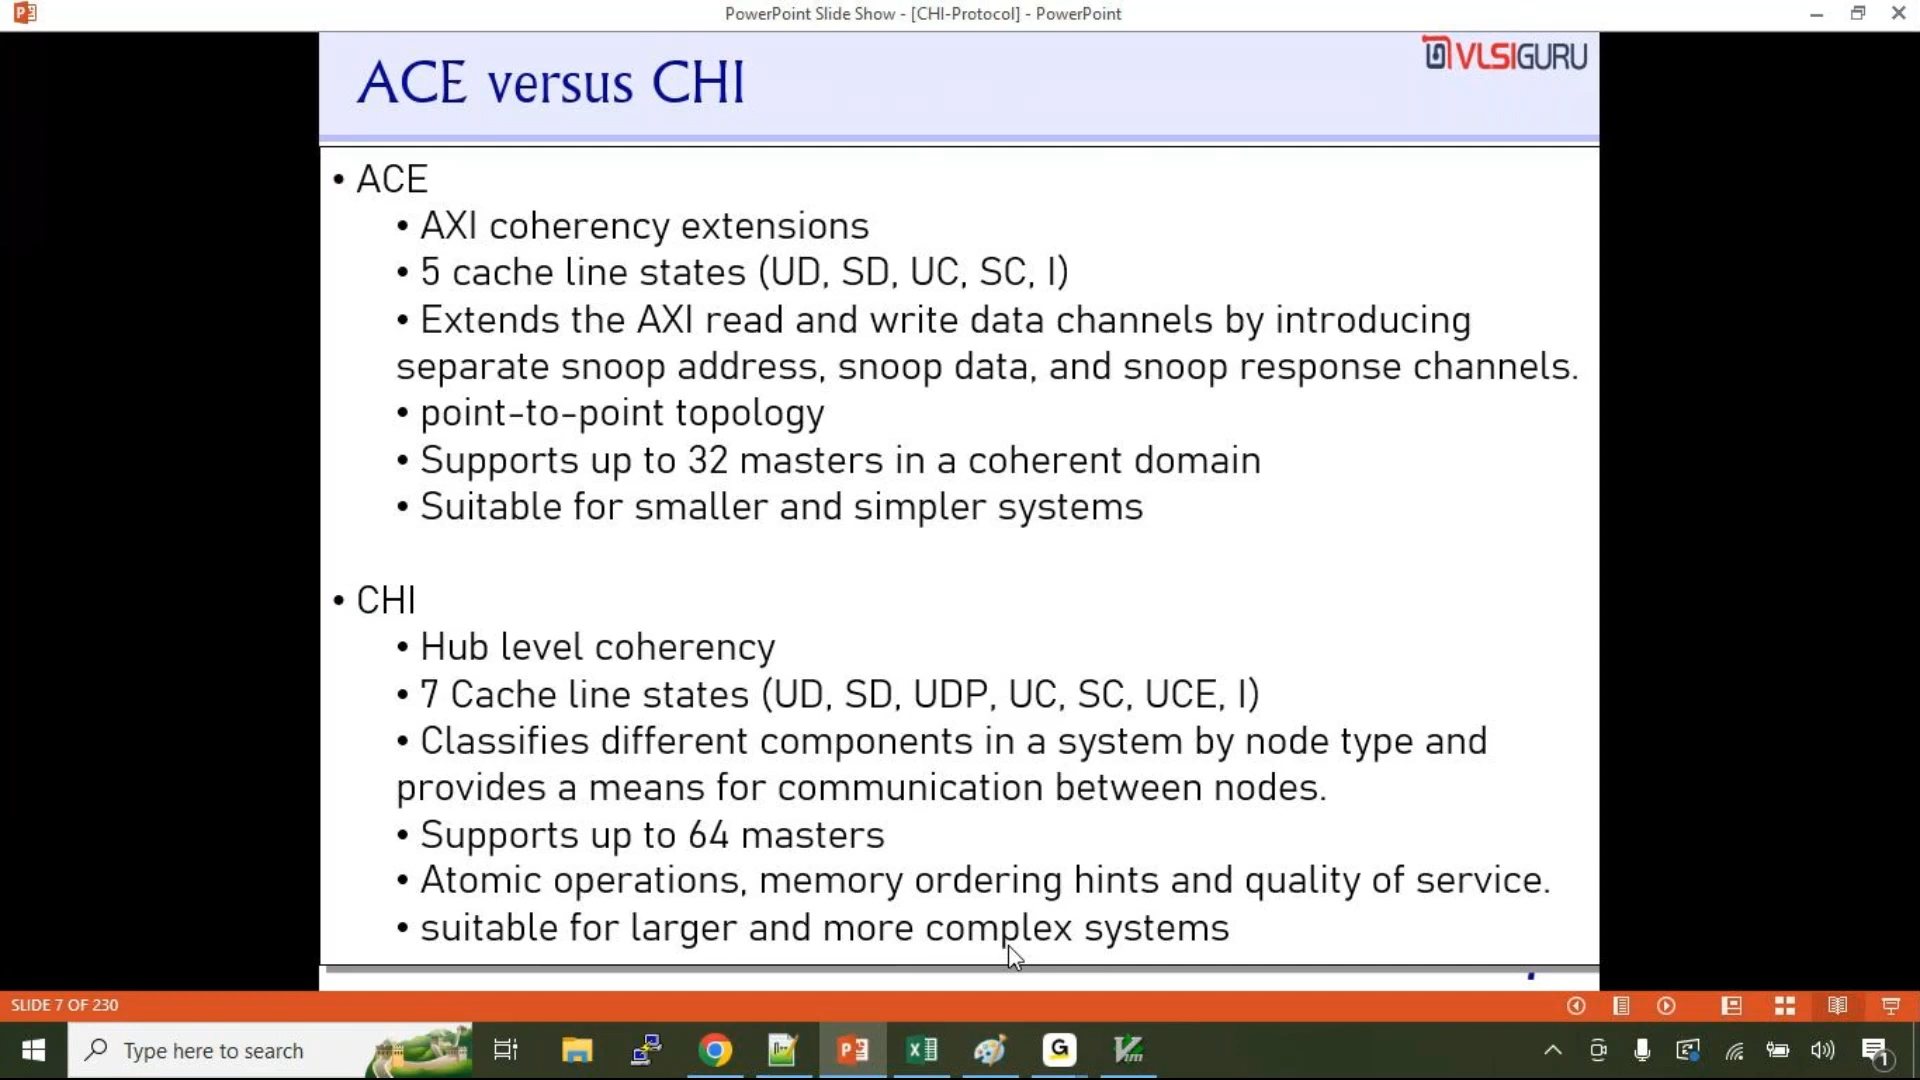 PowerPoint Slide Show - [CHI-Protocol] - PowerPoint
VLSIGURU
ACE versus CHI
• ACE
• AXI coherency extensions
• 5 cache line states (UD, SD, UC, SC, I)
• Extends the AXI read and write data channels by introducing
separate snoop address, snoop data, and snoop response channels.
• point-to-point topology
• Supports up to 32 masters in a coherent domain
• Suitable for smaller and simpler systems
• CHI
• Hub level coherency
• 7 Cache line states (UD, SD, UDP, UC, SC, UCE, I)
• Classifies different components in a system by node type and
provides a means for communication between nodes.
• Supports up to 64 masters
• Atomic operations, memory ordering hints and quality of service.
• suitable for larger and more complex systems
SLIDE 7 OF 230
Type here to search
1